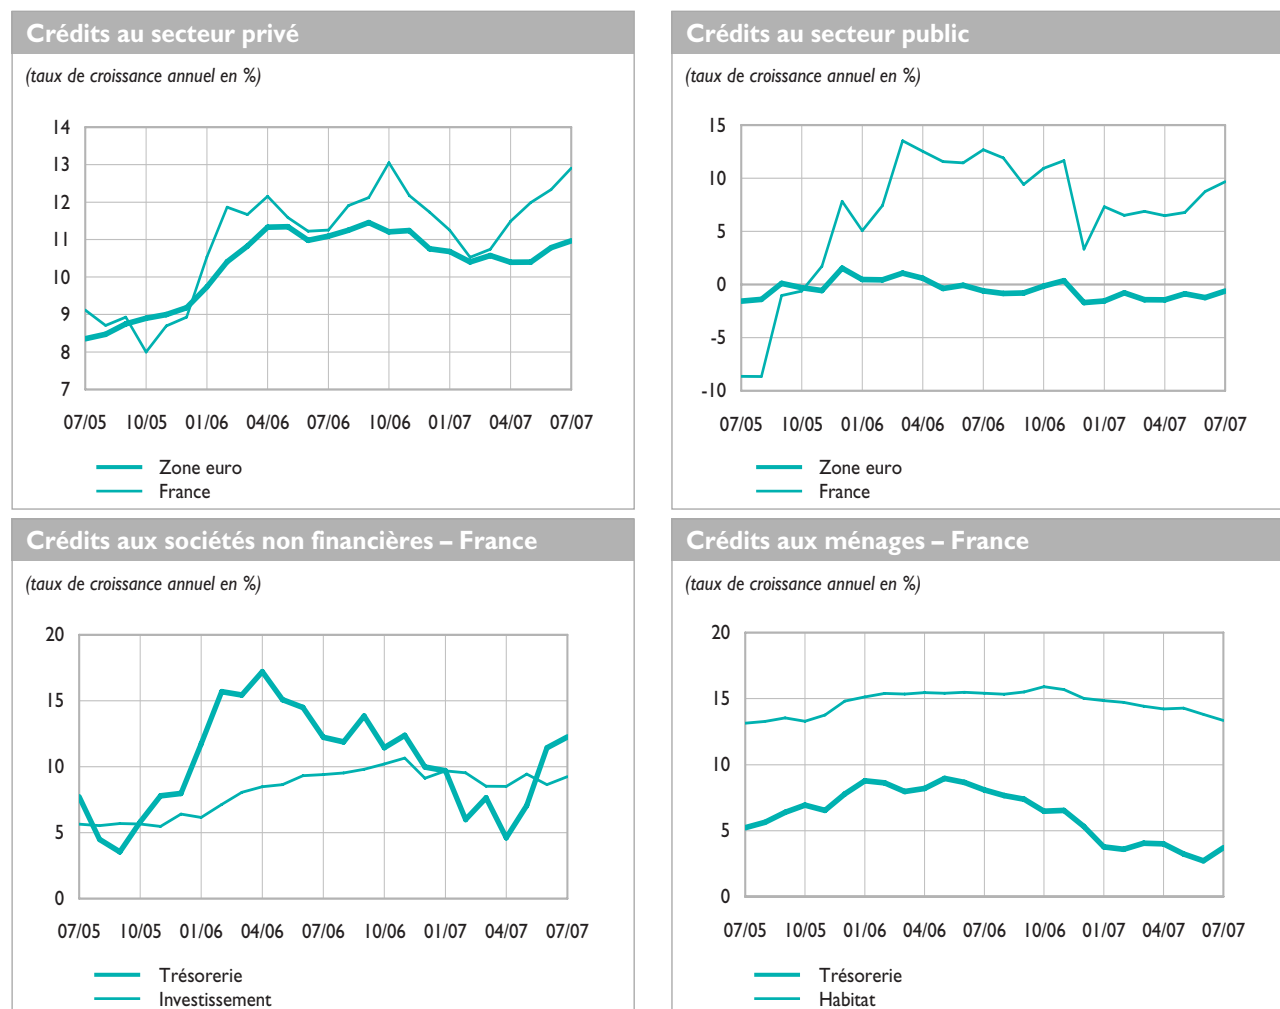 Crédits au secteur privé
(taux de croissance annuel en %)
14
13
12
11
10
9
8
7
07/05 10/05 01/06 04/06 07/06 10/06 01/07 04/07 07/07
Zone euro
France
Crédits au secteur public
(taux de croissance annuel en %)
15
10
5
0
-5
-10
07/05 10/05 01/06 04/06 07/06 10/06 01/07 04/07 07/07
Zone euro
France
Crédits aux sociétés non financières – France
(taux de croissance annuel en %)
20
15
10
5
0
07/05 10/05 01/06 04/06 07/06 10/06 01/07 04/07 07/07
Trésorerie
Investissement
Crédits aux ménages – France
(taux de croissance annuel en %)
20
15
10
5
0
07/05 10/05 01/06 04/06 07/06 10/06 01/07 04/07 07/07
Trésorerie
Habitat